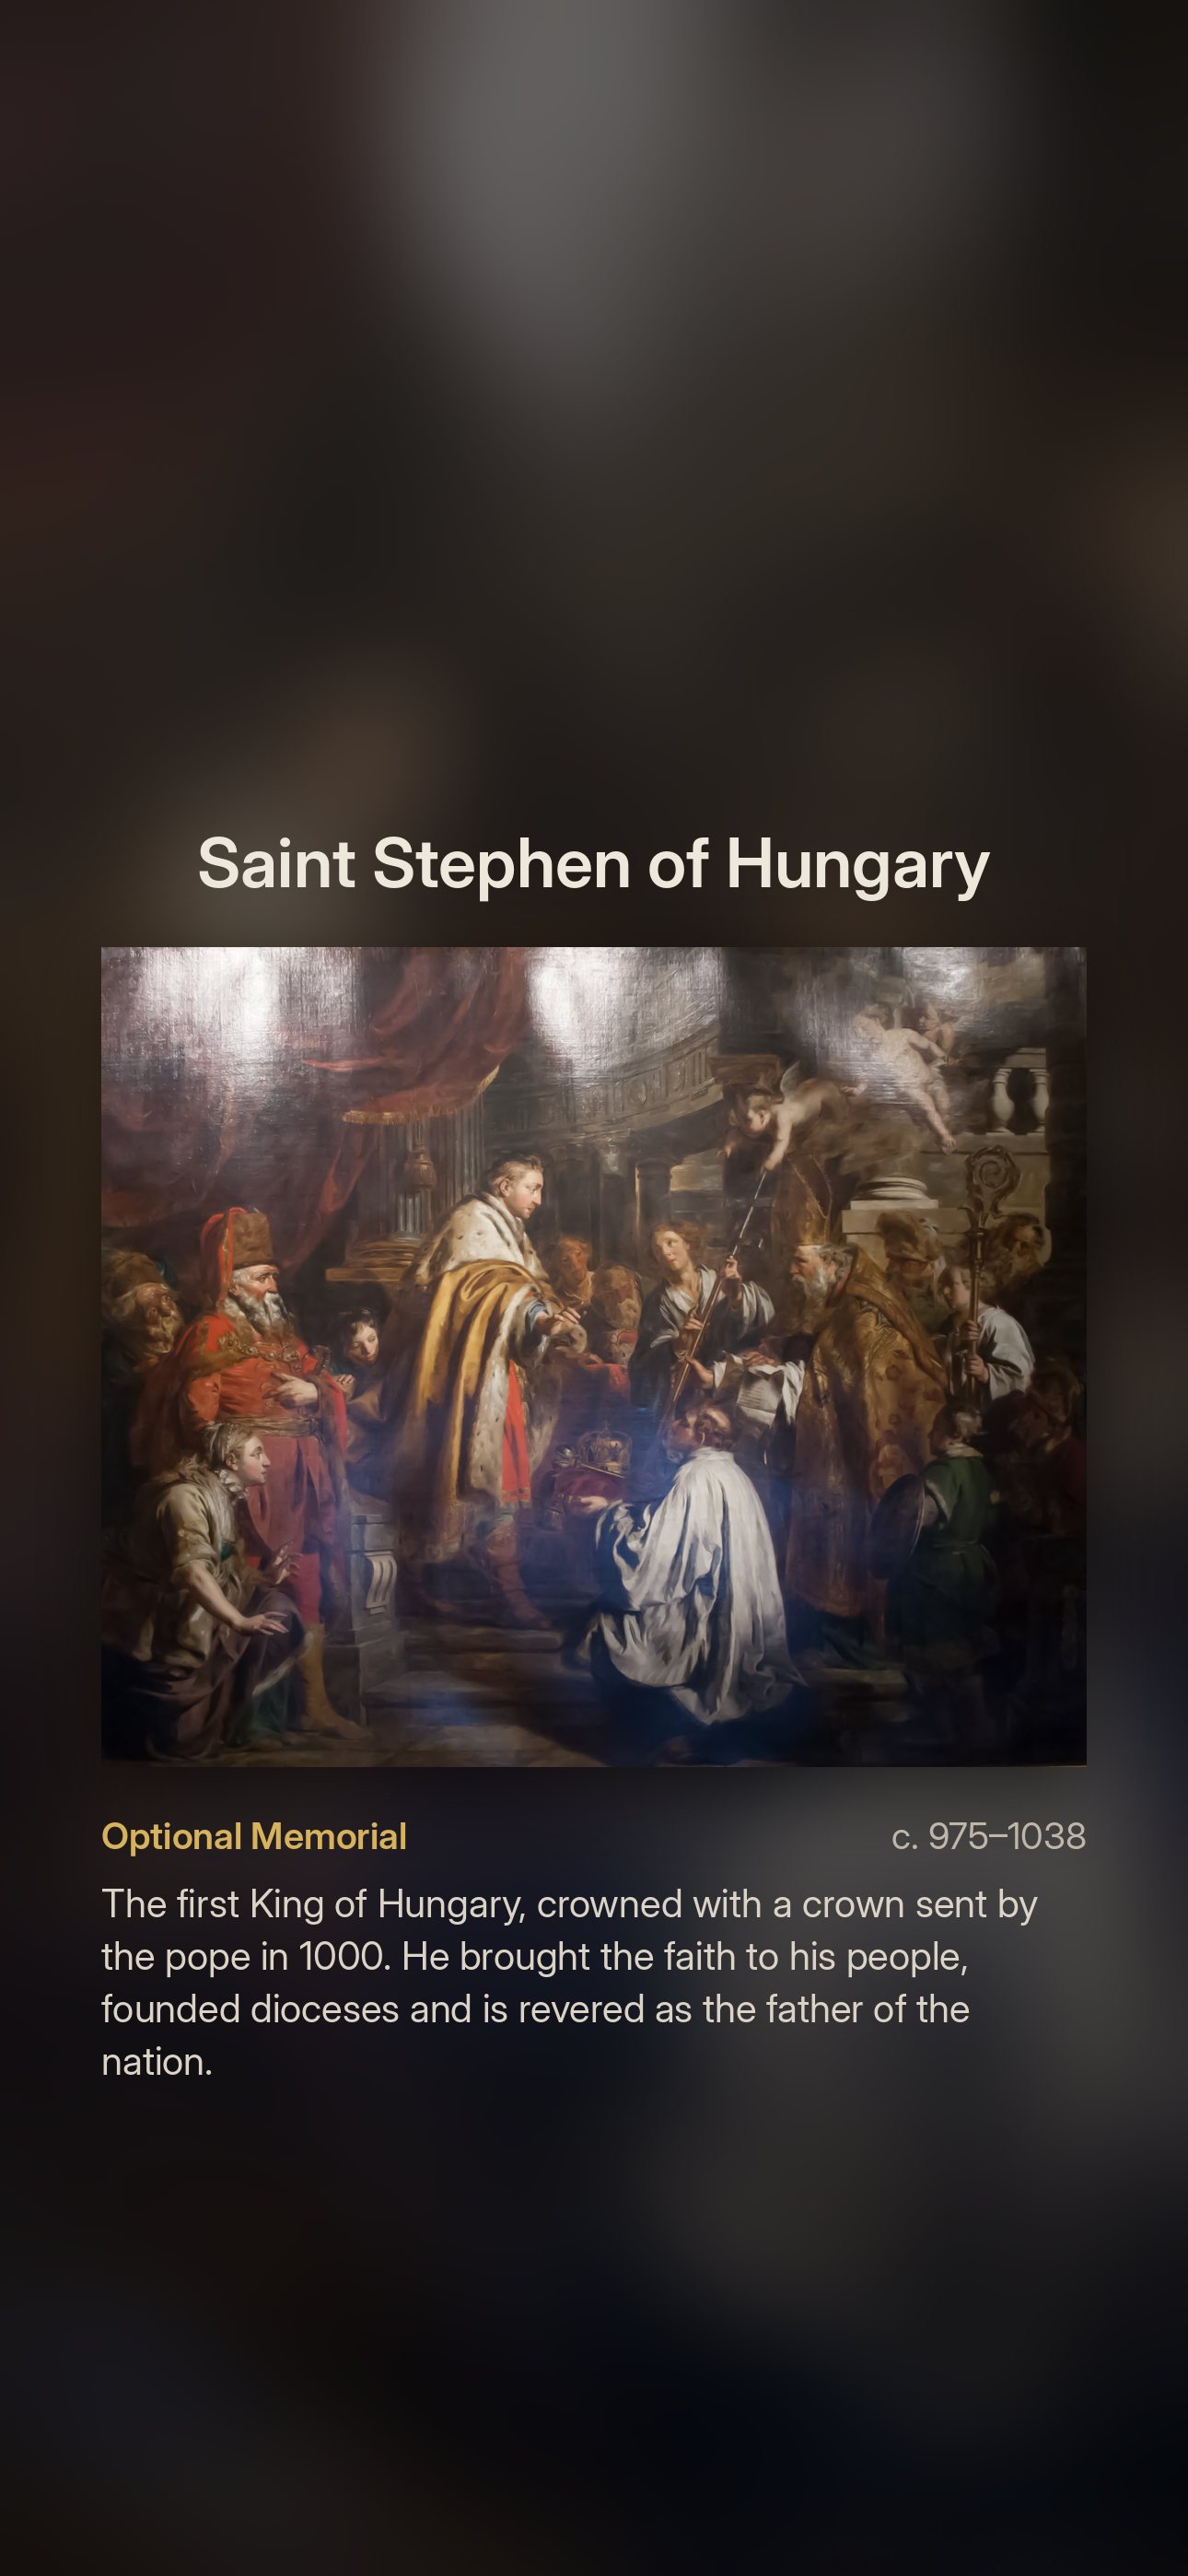 Saint Stephen of Hungary
Optional Memorial
c. 975–1038
The first King of Hungary, crowned with a crown sent by
the pope in 1000. He brought the faith to his people,
founded dioceses and is revered as the father of the
nation.